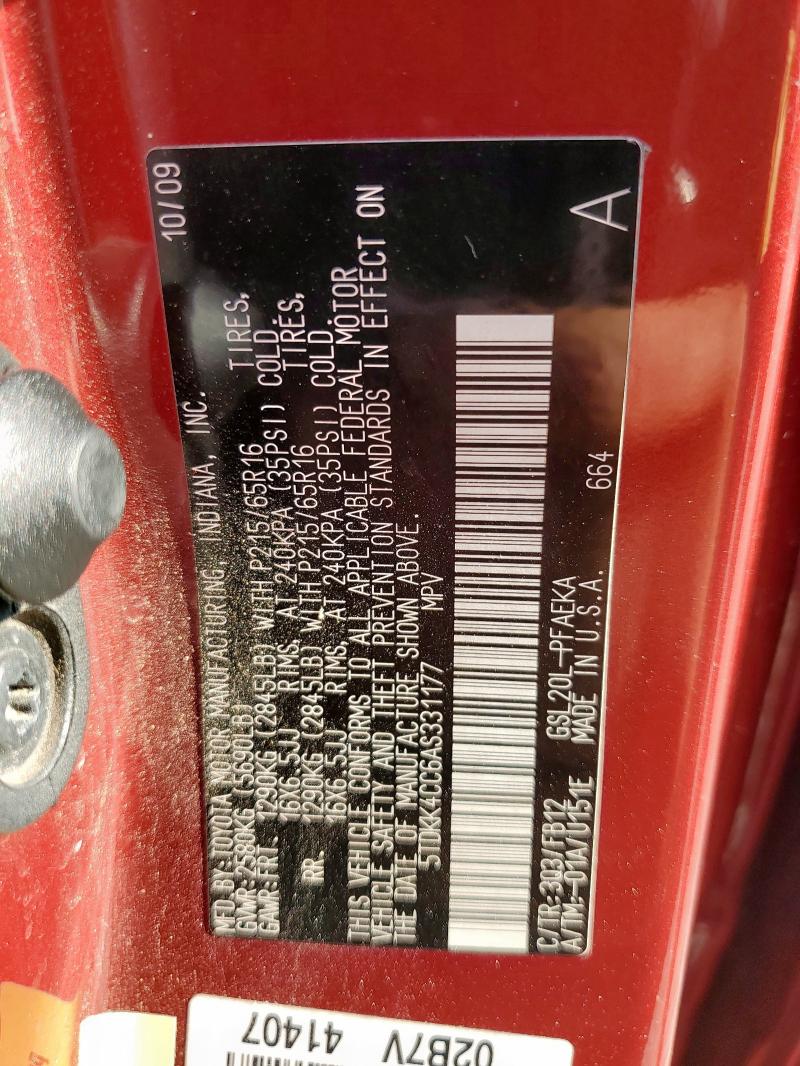 MFD. BY: TOYOTA MOTOR MANUFACTURING, INDIANA, INC. 10/09
GVWR: 2580KG (5690LB)
GAWR: FRT 1290KG (2845LB) WITH P215/65R16 TIRES,
16X6.5JJ RIMS, AT 240KPA (35PSI) COLD.
RR. 1290KG (2845LB) WITH P215/65R16 TIRES,
16X6.5JJ RIMS, AT 240KPA (35PSI) COLD.
THIS VEHICLE CONFORMS TO ALL APPLICABLE FEDERAL MOTOR
VEHICLE SAFETY AND THEFT PREVENTION STANDARDS IN EFFECT ON
THE DATE OF MANUFACTURE SHOWN ABOVE.
5TDKK4CC6AS331177 MPV
C/TR: 3Q3/FB12 GSL20L-PFAEKA
A/TM: -01A/U151E MADE IN U.S.A. 664
A
02B7V
41407